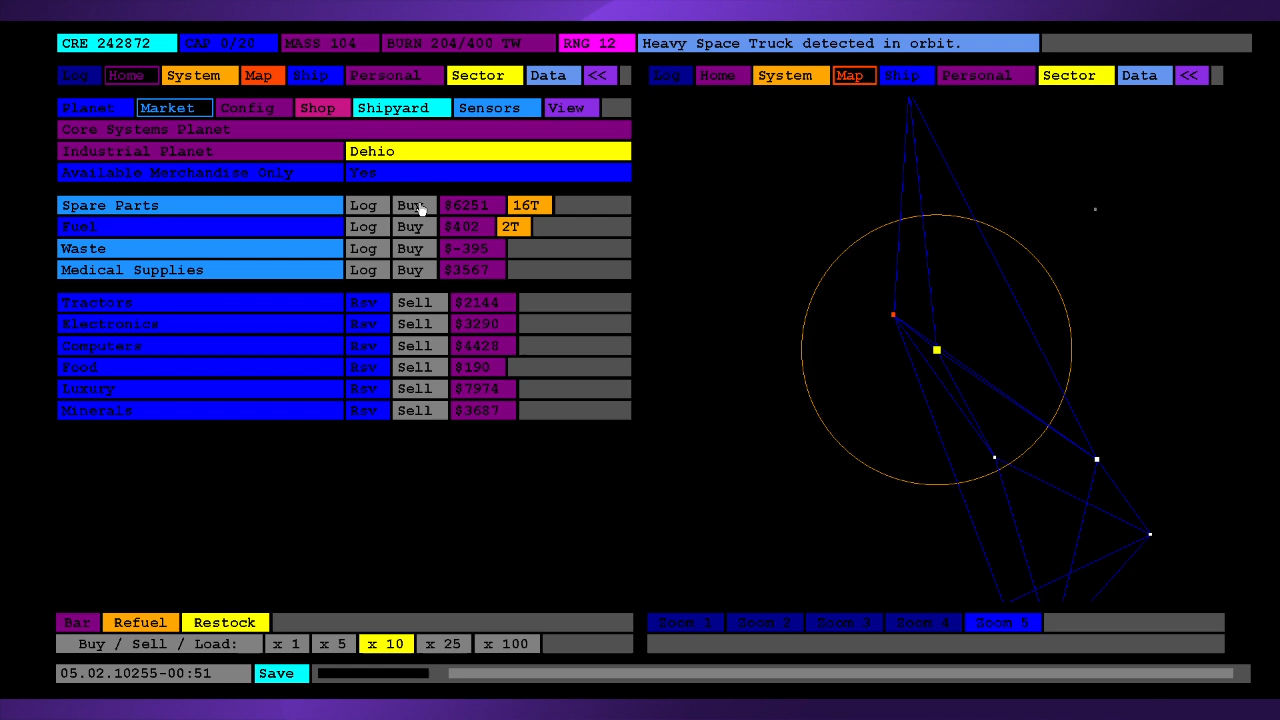 CRE 242872 CAP 0/20 MASS 104 BURN 204/400 TW RNG 12 Heavy Space Truck detected in orbit.
Log Home System Map Ship Personal Sector Data << Log Home System Map Ship Personal Sector Data <<
Planet Market Config Shop Shipyard Sensors View
Core Systems Planet
Industrial Planet Dehio
Available Merchandise Only Yes
Spare Parts Log Buy $6251 16T
Fuel Log Buy $402 2T
Waste Log Buy $-395
Medical Supplies Log Buy $3567
Tractors Rsv Sell $2144
Electronics Rsv Sell $3290
Computers Rsv Sell $4428
Food Rsv Sell $190
Luxury Rsv Sell $7974
Minerals Rsv Sell $3687
Bar Refuel Restock Zoom 1 Zoom 2 Zoom 3 Zoom 4 Zoom 5
Buy / Sell / Load: x 1 x 5 x 10 x 25 x 100
05.02.10255-00:51 Save